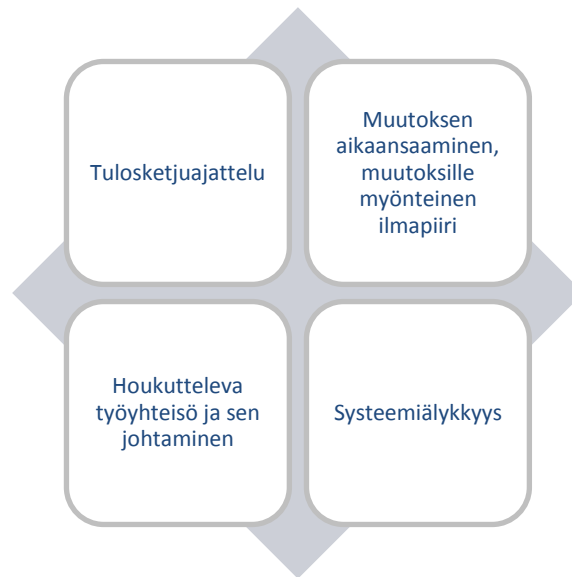 Tulosketjuajattelu
Muutoksen
aikaansaaminen,
muutoksille
myönteinen
ilmapiiri
Houkutteleva
työyhteisö ja sen
johtaminen
Systeemiälykkyys